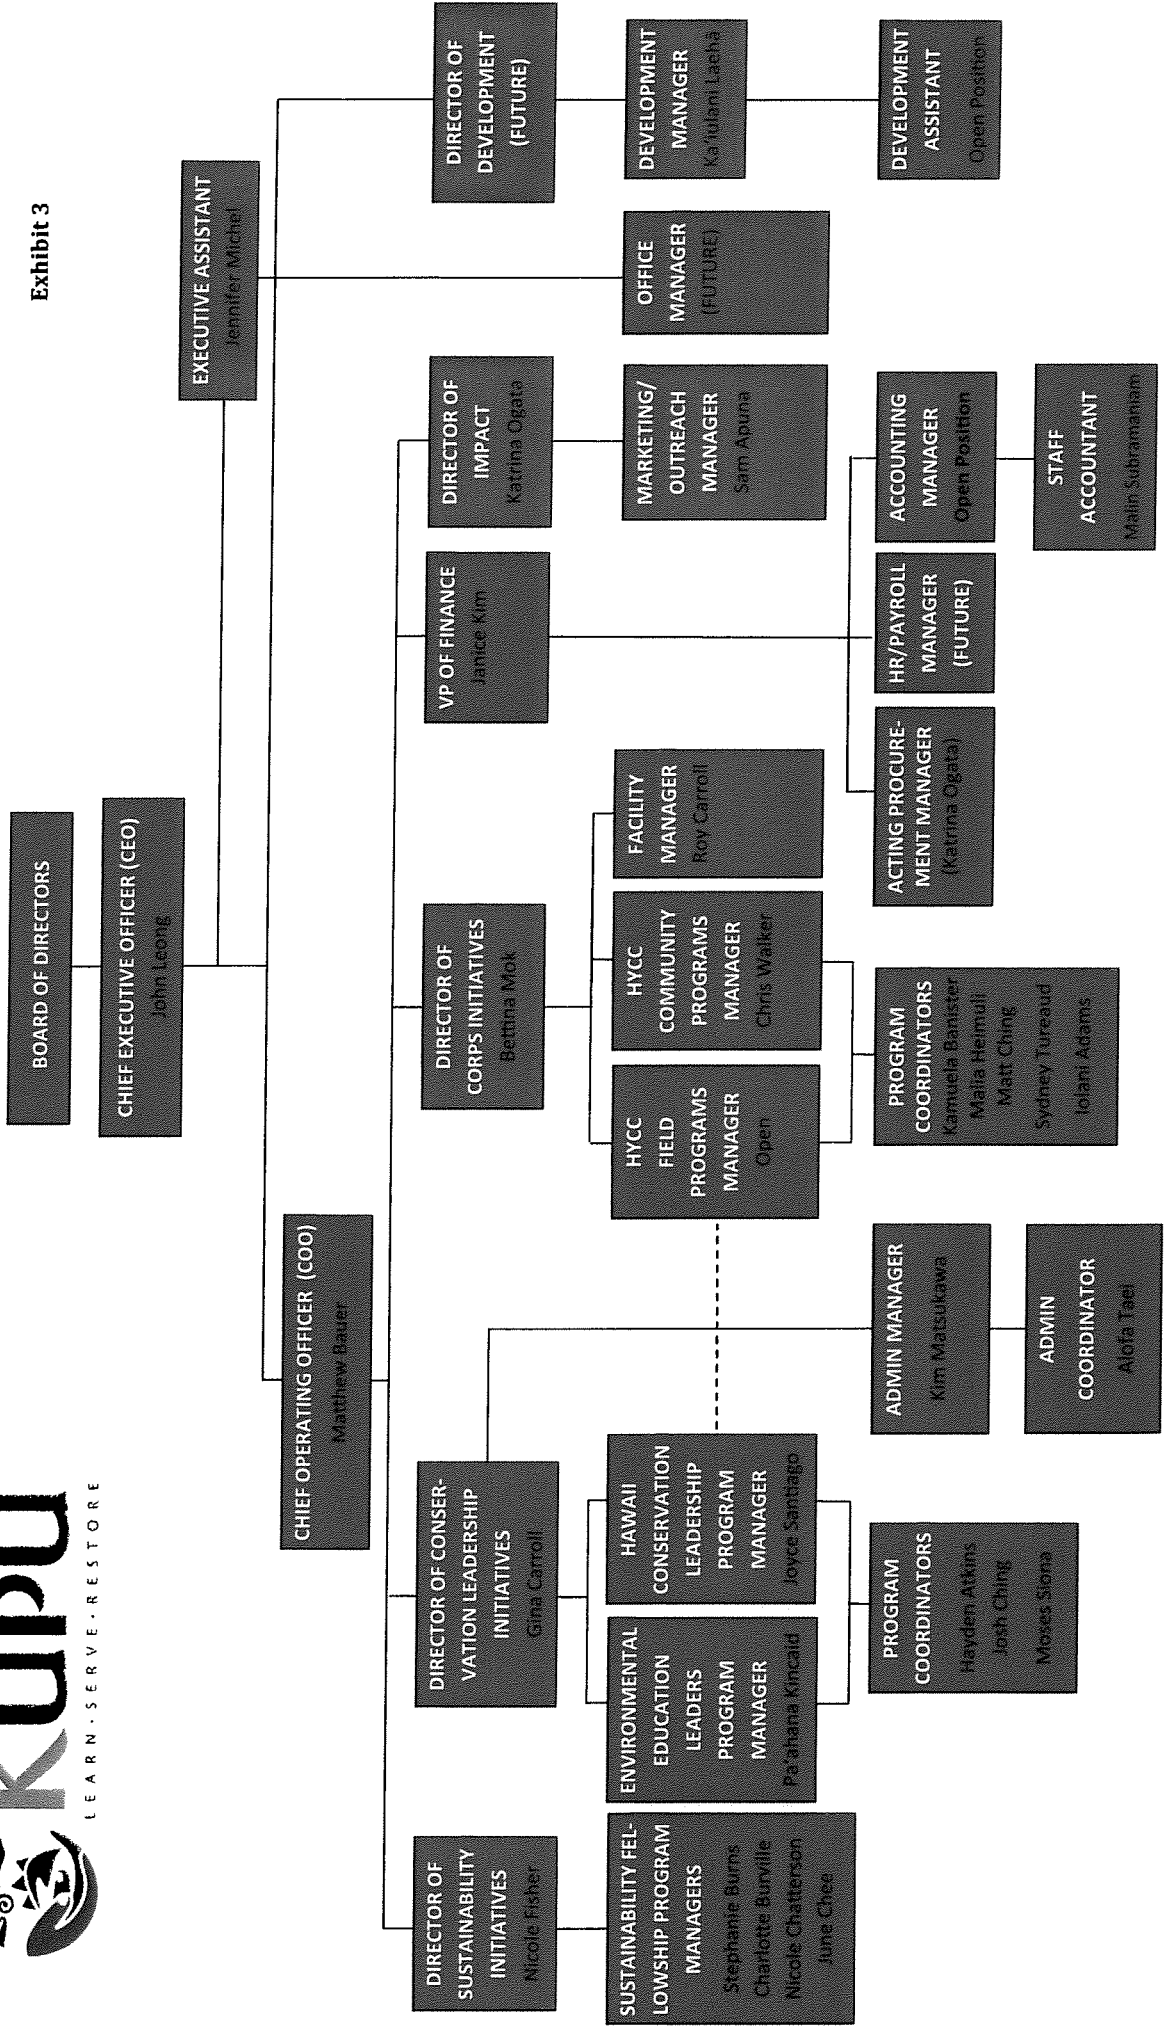 Exhibit 3
kupu
LEARN·SERVE·RESTORE
BOARD OF DIRECTORS
CHIEF EXECUTIVE OFFICER (CEO)
John Leong
EXECUTIVE ASSISTANT
Jennifer Michel
CHIEF OPERATING OFFICER (COO)
Matthew Bauer
DIRECTOR OF
SUSTAINABILITY
INITIATIVES
Nicole Fisher
DIRECTOR OF CONSER-
VATION LEADERSHIP
INITIATIVES
Gina Carroll
DIRECTOR OF
CORPS INITIATIVES
Bettina Mok
VP OF FINANCE
Janice Kim
DIRECTOR OF
IMPACT
Katrina Ogata
DIRECTOR OF
DEVELOPMENT
(FUTURE)
SUSTAINABILITY FEL-
LOWSHIP PROGRAM
MANAGERS
Stephanie Burns
Charlotte Burville
Nicole Chatterson
June Chee
ENVIRONMENTAL
EDUCATION
LEADERS
PROGRAM
MANAGER
Pa'ahana Kincaid
HAWAII
CONSERVATION
LEADERSHIP
PROGRAM
MANAGER
Joyce Santiago
HYCC
FIELD
PROGRAMS
MANAGER
Open
HYCC
COMMUNITY
PROGRAMS
MANAGER
Chris Walker
FACILITY
MANAGER
Roy Carroll
MARKETING/
OUTREACH
MANAGER
Sam Apuna
OFFICE
MANAGER
(FUTURE)
DEVELOPMENT
MANAGER
Ka'iulani Laehā
PROGRAM
COORDINATORS
Hayden Atkins
Josh Ching
Moses Siona
ADMIN MANAGER
Kim Matsukawa
PROGRAM
COORDINATORS
Kamuela Banister
Malia Heimuli
Matt Ching
Sydney Tureaud
Iolani Adams
ACTING PROCURE-
MENT MANAGER
(Katrina Ogata)
HR/PAYROLL
MANAGER
(FUTURE)
ACCOUNTING
MANAGER
Open Position
DEVELOPMENT
ASSISTANT
Open Position
ADMIN
COORDINATOR
Alofa Taei
STAFF
ACCOUNTANT
Malin Subramaniam